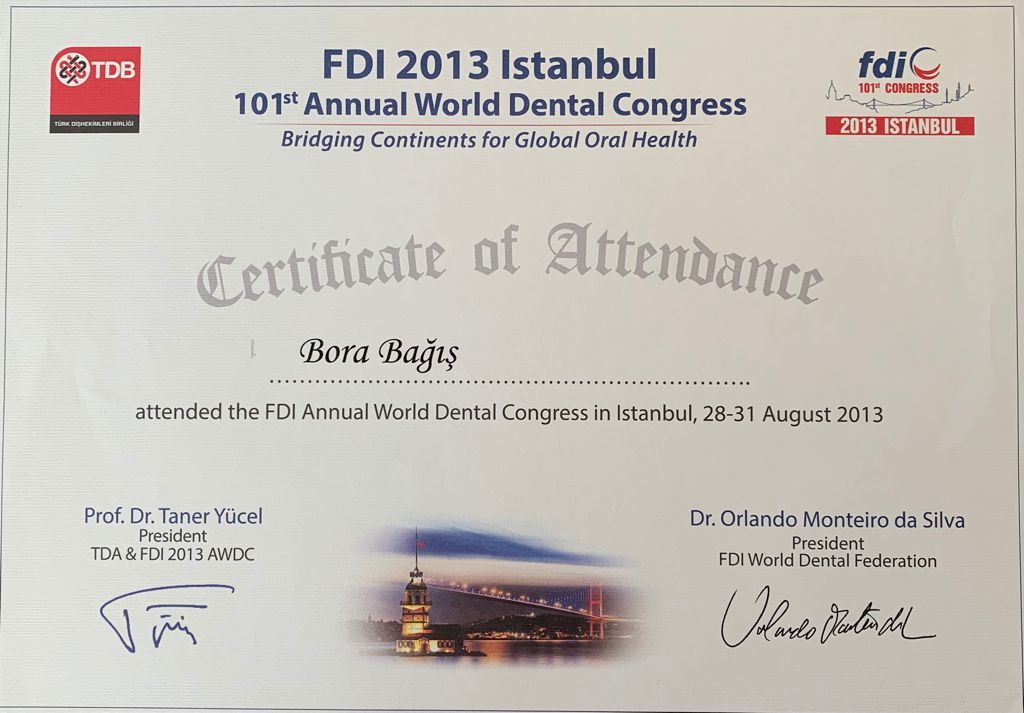 TDB
TÜRK DİŞHEKİMLERİ BİRLİĞİ
FDI 2013 Istanbul
101st Annual World Dental Congress
Bridging Continents for Global Oral Health
fdi
101st CONGRESS
2013 ISTANBUL
Certificate of Attendance
Bora Bağış
attended the FDI Annual World Dental Congress in Istanbul, 28-31 August 2013
Prof. Dr. Taner Yücel
President
TDA & FDI 2013 AWDC
Dr. Orlando Monteiro da Silva
President
FDI World Dental Federation